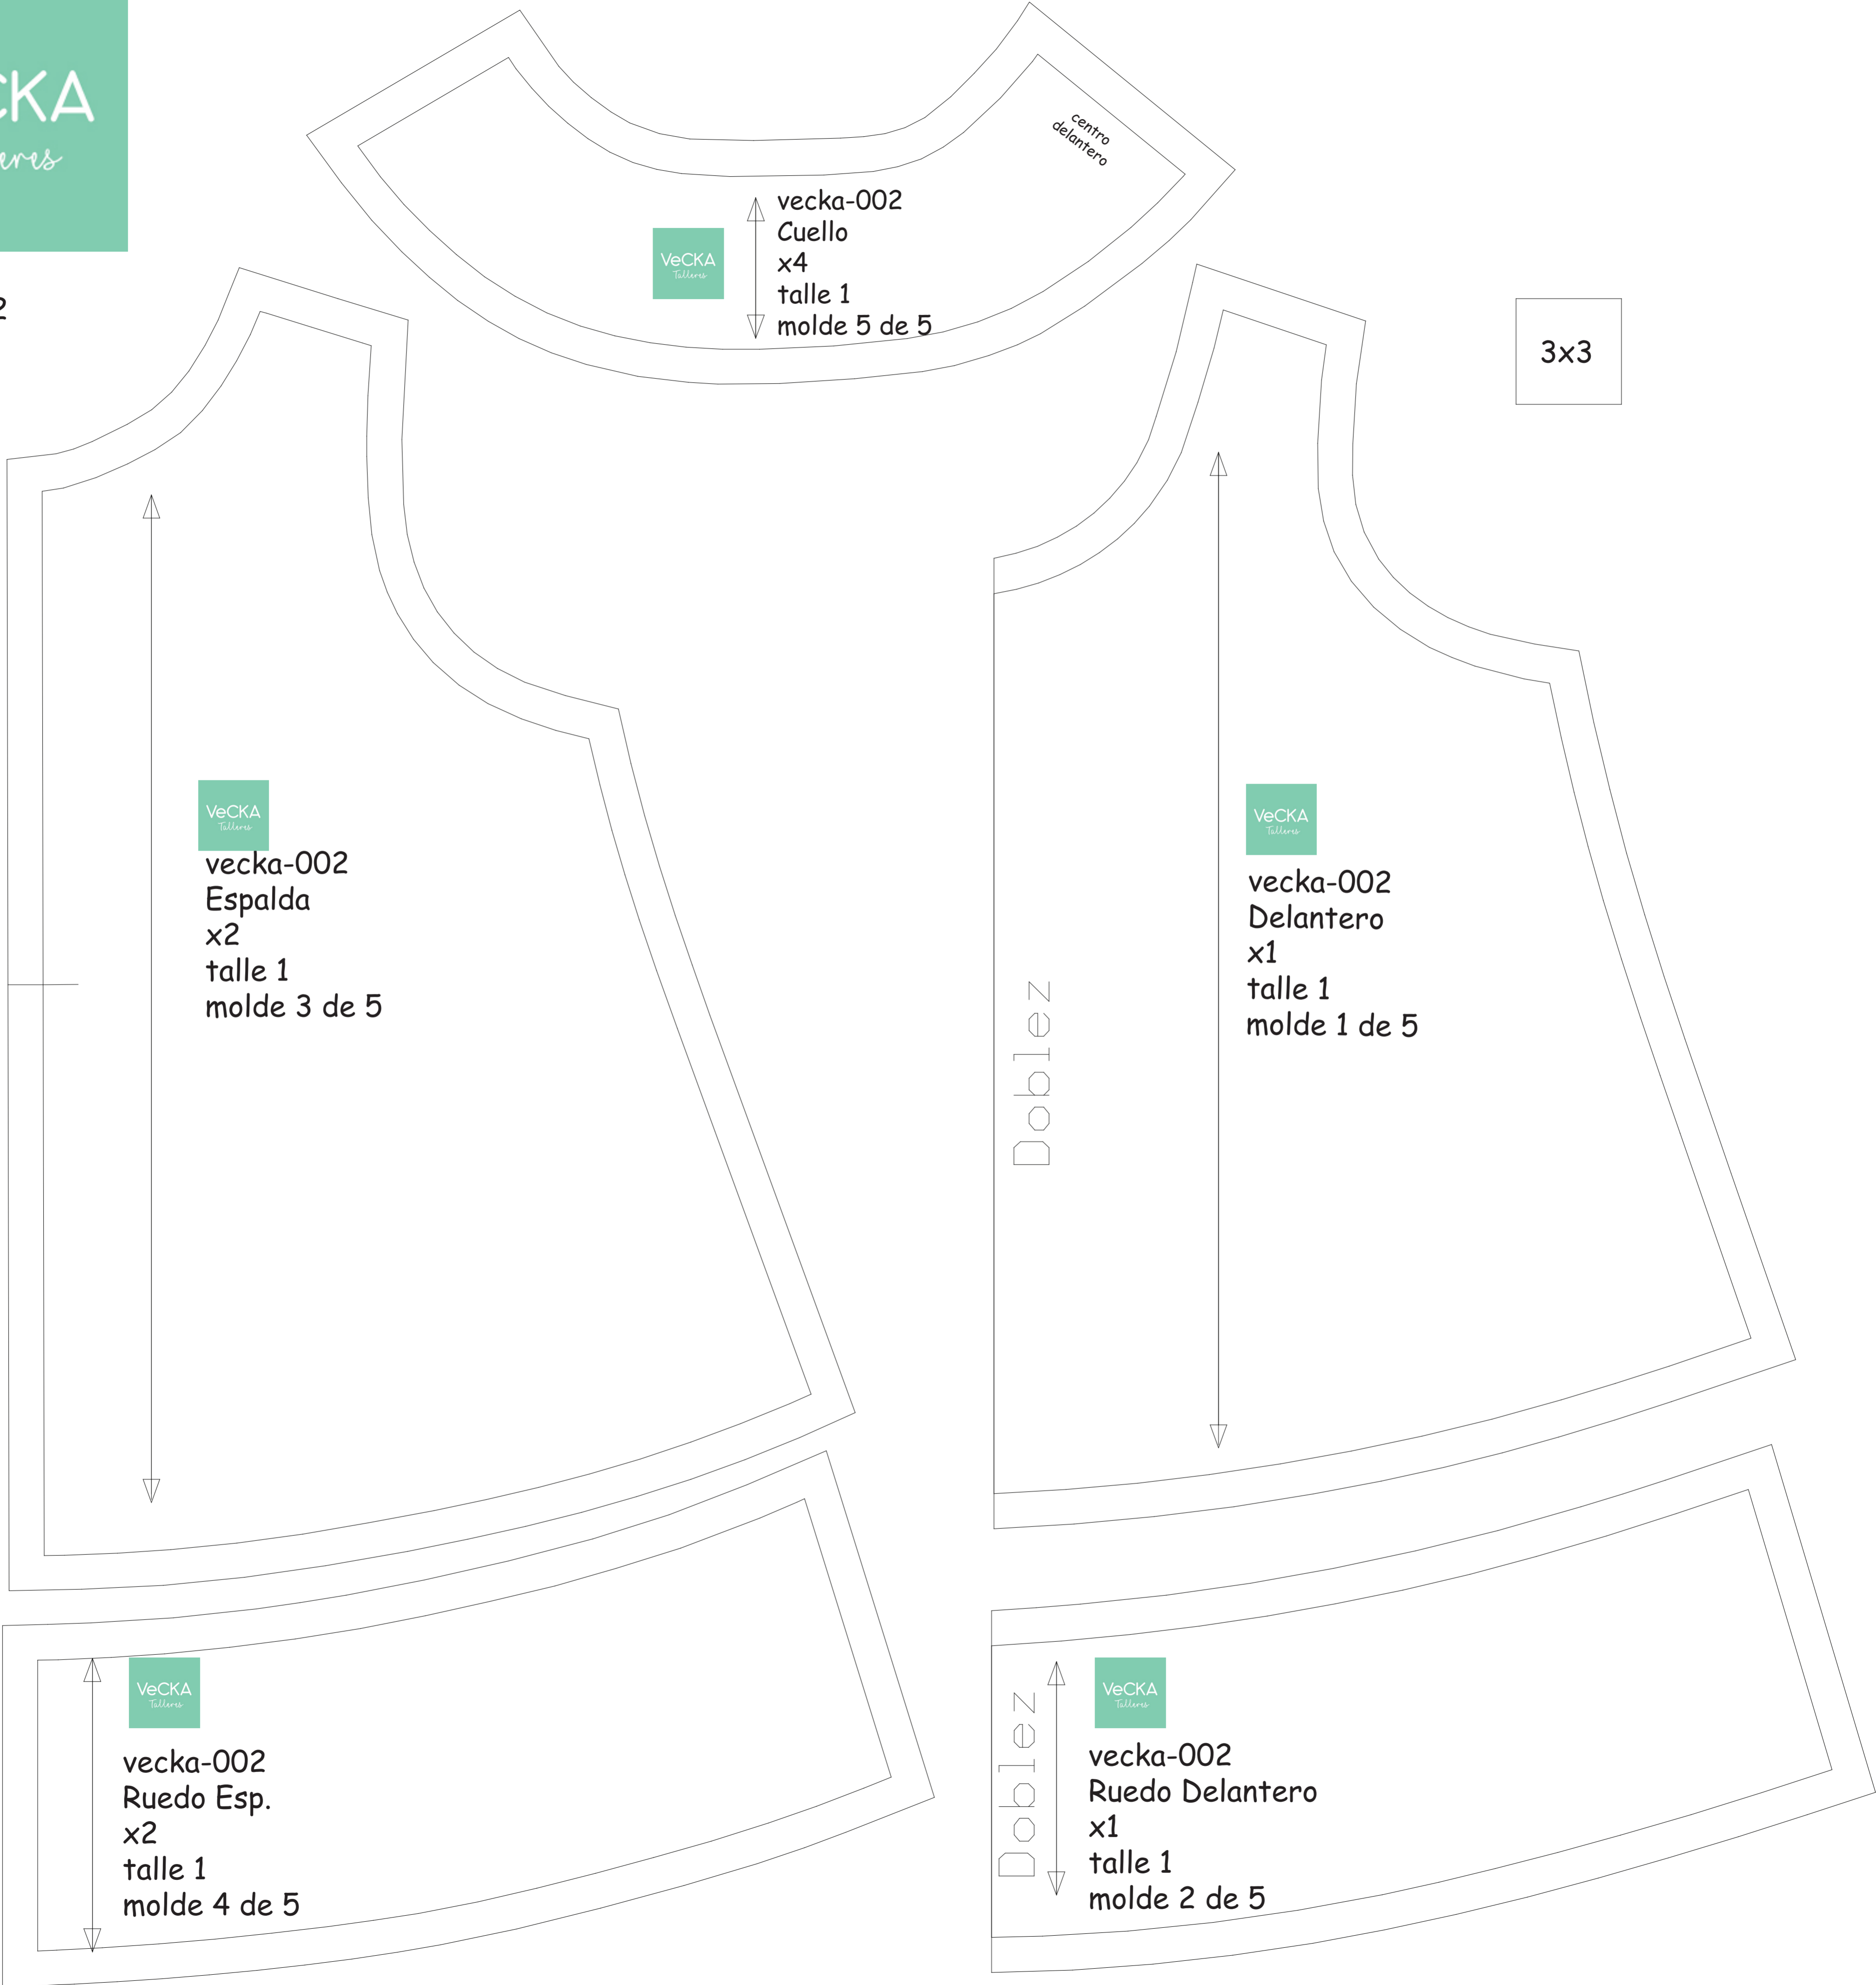 CKA
2
centro
delantero
vecka-002
Cuello
x4
talle 1
molde 5 de 5
VeCKA
Talleres
3x3
VeCKA
Talleres
vecka-002
Espalda
x2
talle 1
molde 3 de 5
VeCKA
Talleres
vecka-002
Delantero
x1
talle 1
molde 1 de 5
Doblez
VeCKA
Talleres
vecka-002
Ruedo Esp.
x2
talle 1
molde 4 de 5
Doblez
VeCKA
Talleres
vecka-002
Ruedo Delantero
x1
talle 1
molde 2 de 5